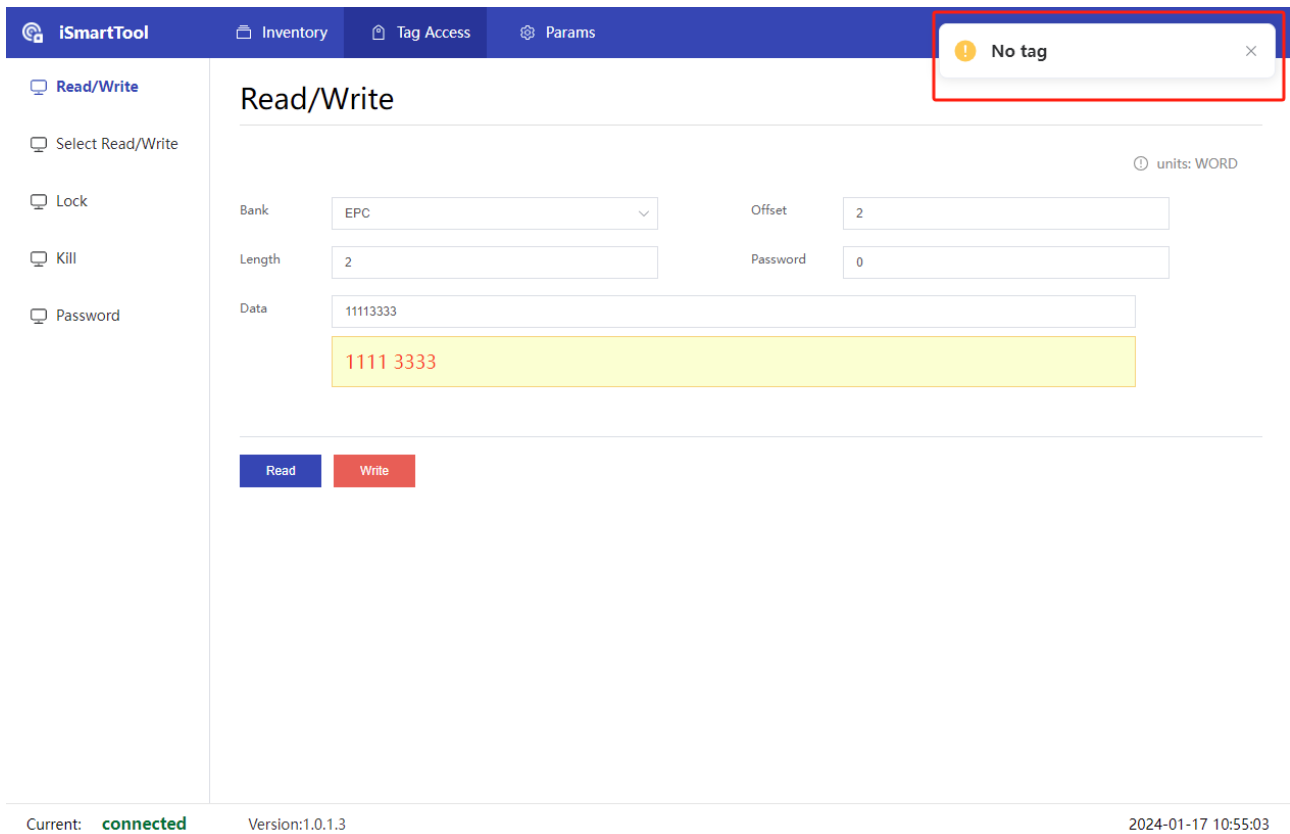 iSmartTool
Inventory
Tag Access
Params
No tag
Read/Write
Select Read/Write
Lock
Kill
Password
Read/Write
units: WORD
Bank
EPC
Offset
2
Length
2
Password
0
Data
11113333
1111 3333
Read
Write
Current: connected
Version:1.0.1.3
2024-01-17 10:55:03